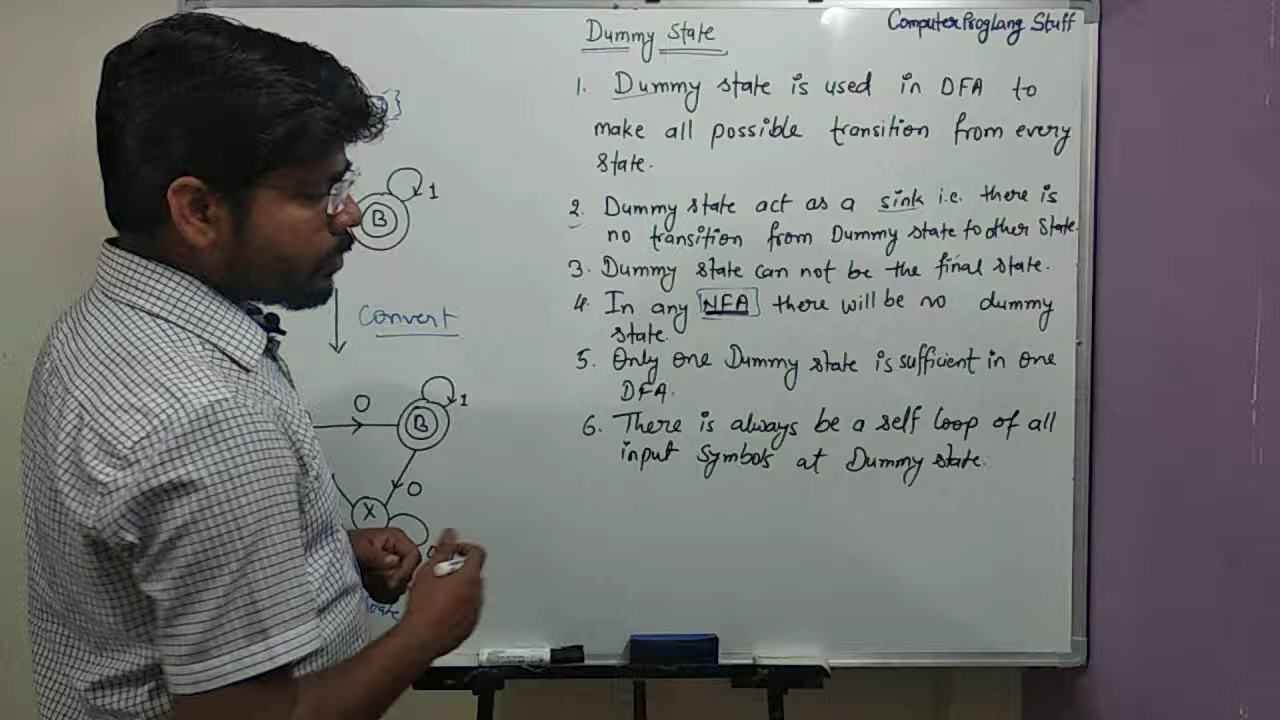 Dummy State
Computer Proglang Stuff
1. Dummy state is used in DFA to
make all possible transition from every
state.
2. Dummy state act as a sink i.e. there is
no transition from Dummy state to other state.
3. Dummy state can not be the final state.
4. In any NFA there will be no dummy
state.
5. Only one Dummy state is sufficient in one
DFA.
6. There is always be a self loop of all
input symbols at Dummy state.
}
1
B
Convert
0
1
B
0
X